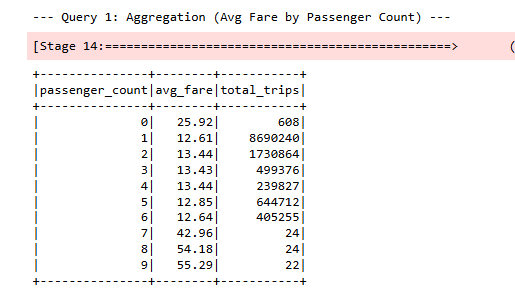 --- Query 1: Aggregation (Avg Fare by Passenger Count) ---
[Stage 14:================================================> (
+---------------+--------+-----------+
|passenger_count|avg_fare|total_trips|
+---------------+--------+-----------+
|              0|   25.92|        608|
|              1|   12.61|    8690240|
|              2|   13.44|    1730864|
|              3|   13.43|     499376|
|              4|   13.44|     239827|
|              5|   12.85|     644712|
|              6|   12.64|     405255|
|              7|   42.96|         24|
|              8|   54.18|         24|
|              9|   55.29|         22|
+---------------+--------+-----------+